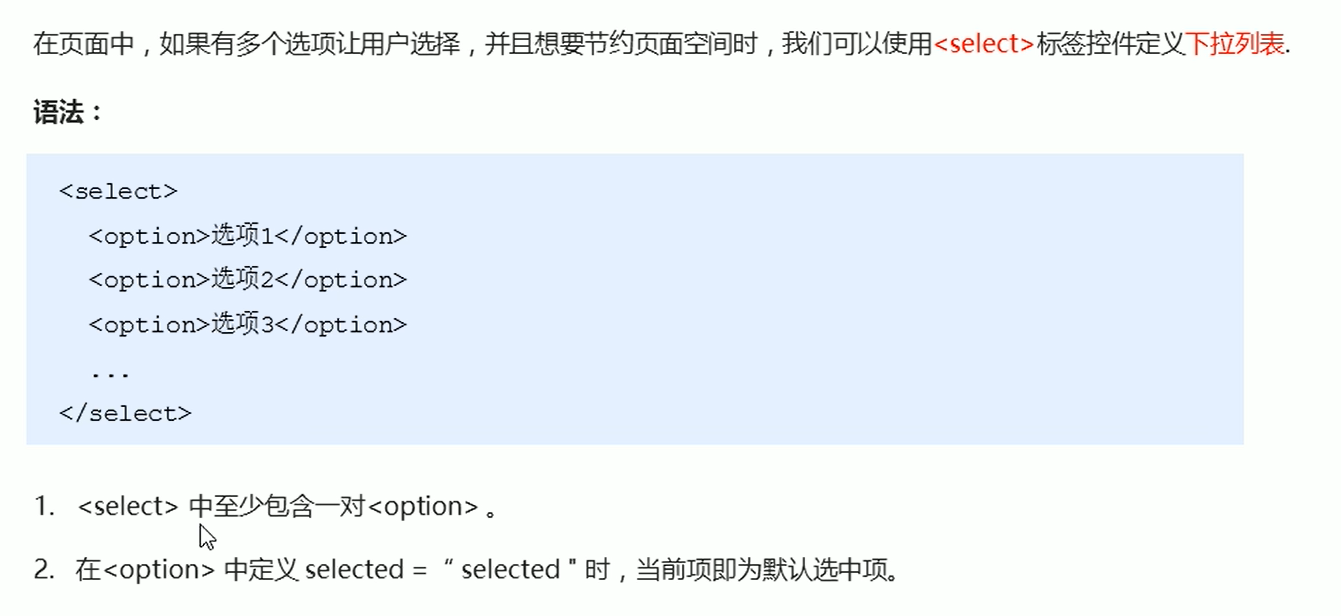 在页面中，如果有多个选项让用户选择，并且想要节约页面空间时，我们可以使用<select>标签控件定义下拉列表.
语法：
<select>
<option>选项1</option>
<option>选项2</option>
<option>选项3</option>
...
</select>
1. <select> 中至少包含一对<option> 。
2. 在<option> 中定义 selected = “ selected " 时，当前项即为默认选中项。